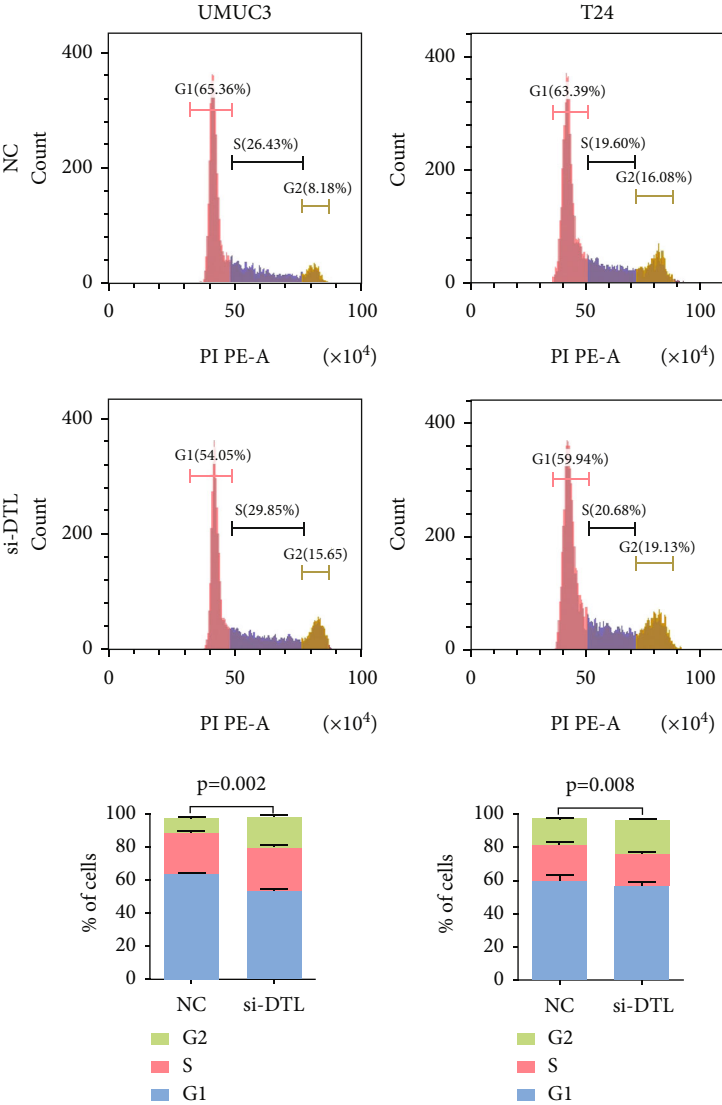 UMUC3
T24
NC
Count
400
200
0
G1(65.36%)
S(26.43%)
G2(8.18%)
0 50 100
PI PE-A (×10⁴)
Count
400
200
0
G1(63.39%)
S(19.60%)
G2(16.08%)
0 50 100
PI PE-A (×10⁴)
si-DTL
Count
400
200
0
G1(54.05%)
S(29.85%)
G2(15.65)
0 50 100
PI PE-A (×10⁴)
Count
400
200
0
G1(59.94%)
S(20.68%)
G2(19.13%)
0 50 100
PI PE-A (×10⁴)
p=0.002
% of cells
100
80
60
40
20
0
NC si-DTL
G2
S
G1
p=0.008
% of cells
100
80
60
40
20
0
NC si-DTL
G2
S
G1